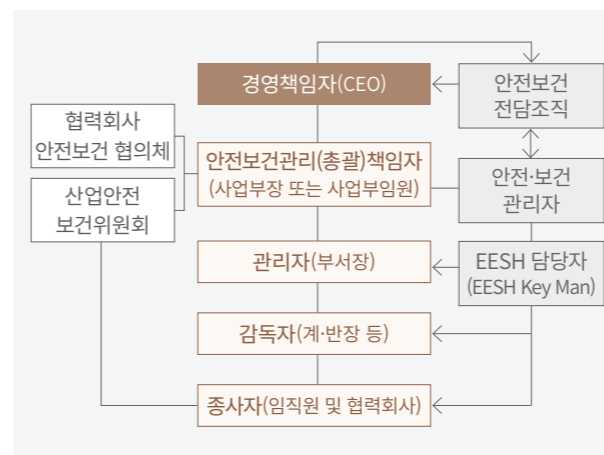 경영책임자(CEO)
안전보건
전담조직
협력회사
안전보건 협의체
안전보건관리(총괄)책임자
(사업부장 또는 사업부임원)
안전·보건
관리자
산업안전
보건위원회
관리자(부서장)
EESH 담당자
(EESH Key Man)
감독자(계·반장 등)
종사자(임직원 및 협력회사)